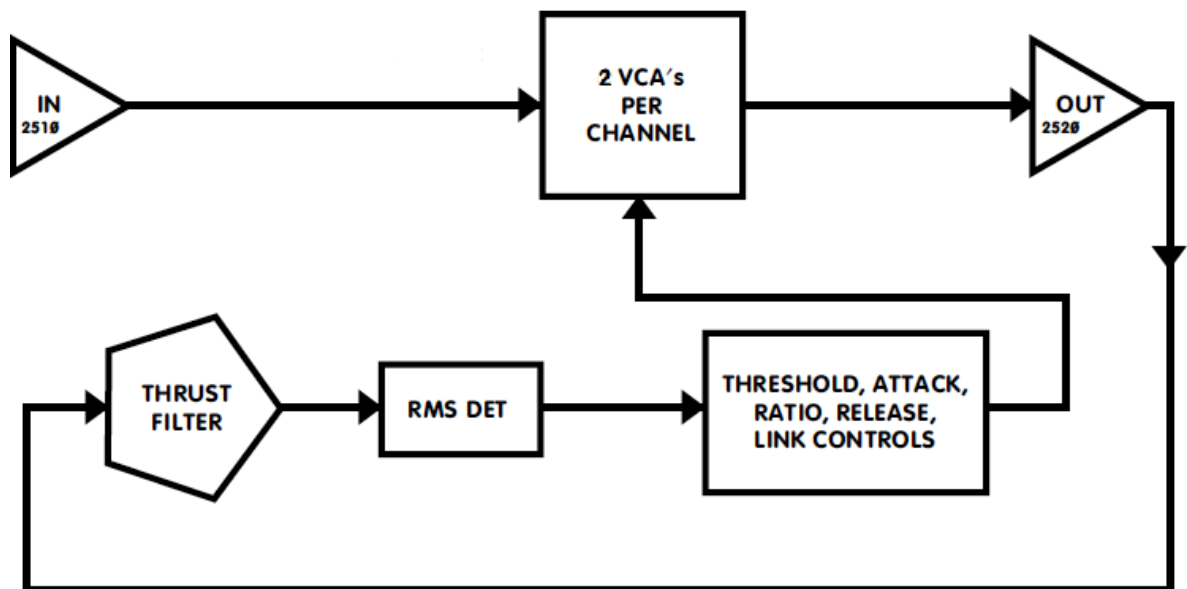 IN
2510
2 VCA's
PER
CHANNEL
OUT
2520
THRUST
FILTER
RMS DET
THRESHOLD, ATTACK,
RATIO, RELEASE,
LINK CONTROLS